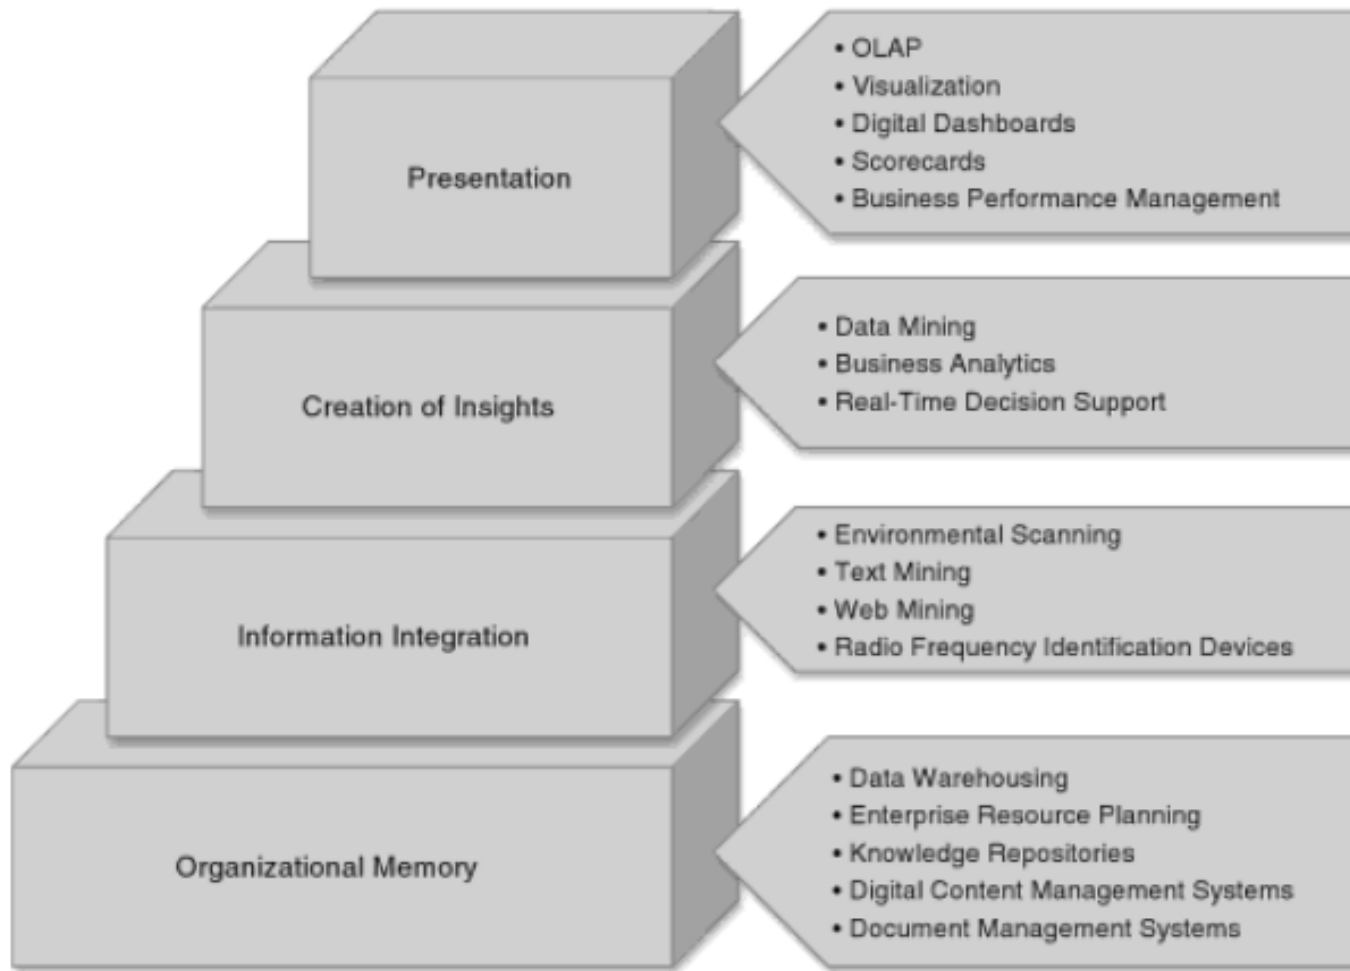 Presentation
• OLAP
• Visualization
• Digital Dashboards
• Scorecards
• Business Performance Management
Creation of Insights
• Data Mining
• Business Analytics
• Real-Time Decision Support
Information Integration
• Environmental Scanning
• Text Mining
• Web Mining
• Radio Frequency Identification Devices
Organizational Memory
• Data Warehousing
• Enterprise Resource Planning
• Knowledge Repositories
• Digital Content Management Systems
• Document Management Systems